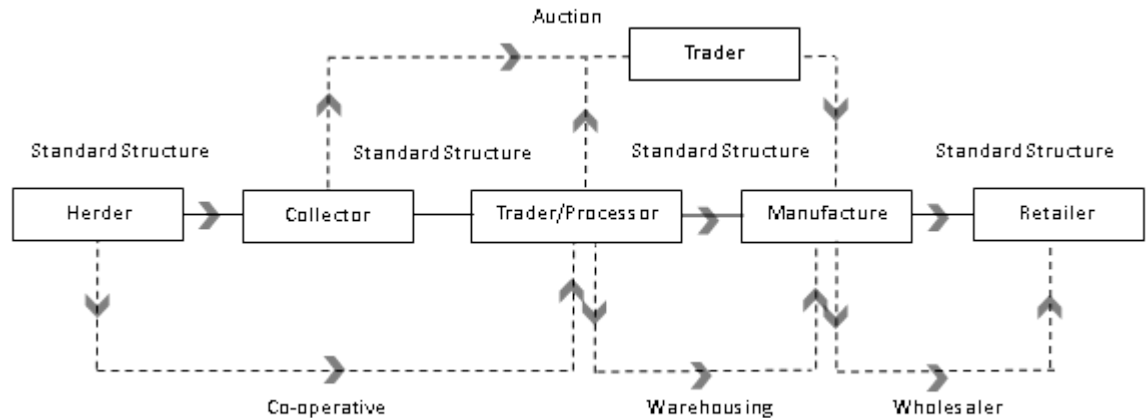 Auction
Trader
Standard Structure
Standard Structure
Standard Structure
Standard Structure
Herder
Collector
Trader/Processor
Manufacture
Retailer
Co-operative
Warehousing
Wholesaler